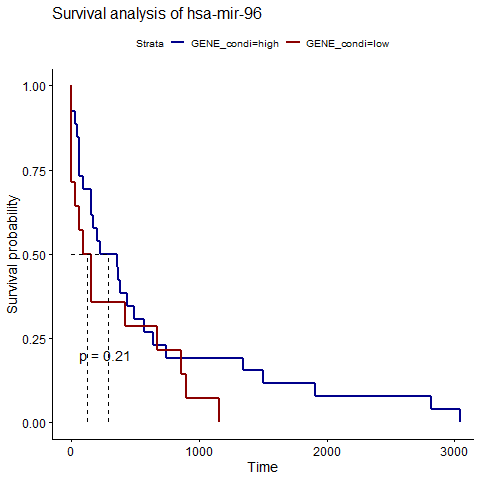 Survival analysis of hsa-mir-96
Strata GENE_condi=high GENE_condi=low
Survival probability
1.00
0.75
0.50
0.25
0.00
p = 0.21
0 1000 2000 3000
Time